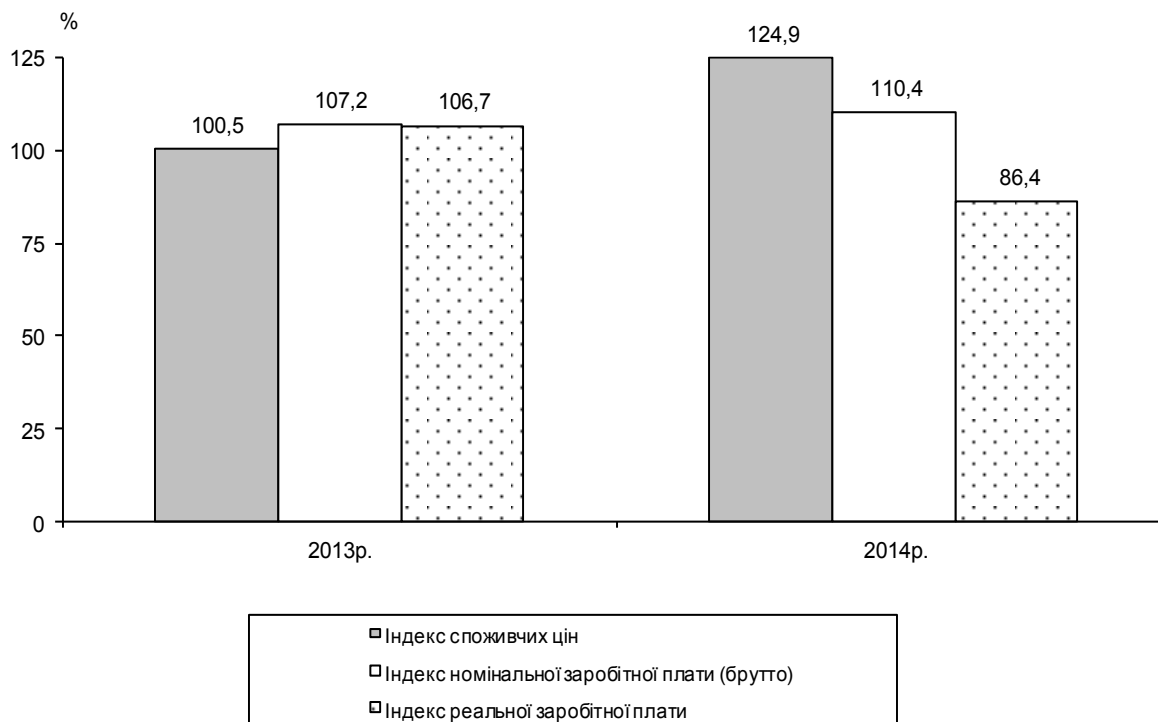 %
125
100
75
50
25
0
100,5
107,2
106,7
124,9
110,4
86,4
2013р.
2014р.
Індекс споживчих цін
Індекс номінальної заробітної плати (брутто)
Індекс реальної заробітної плати